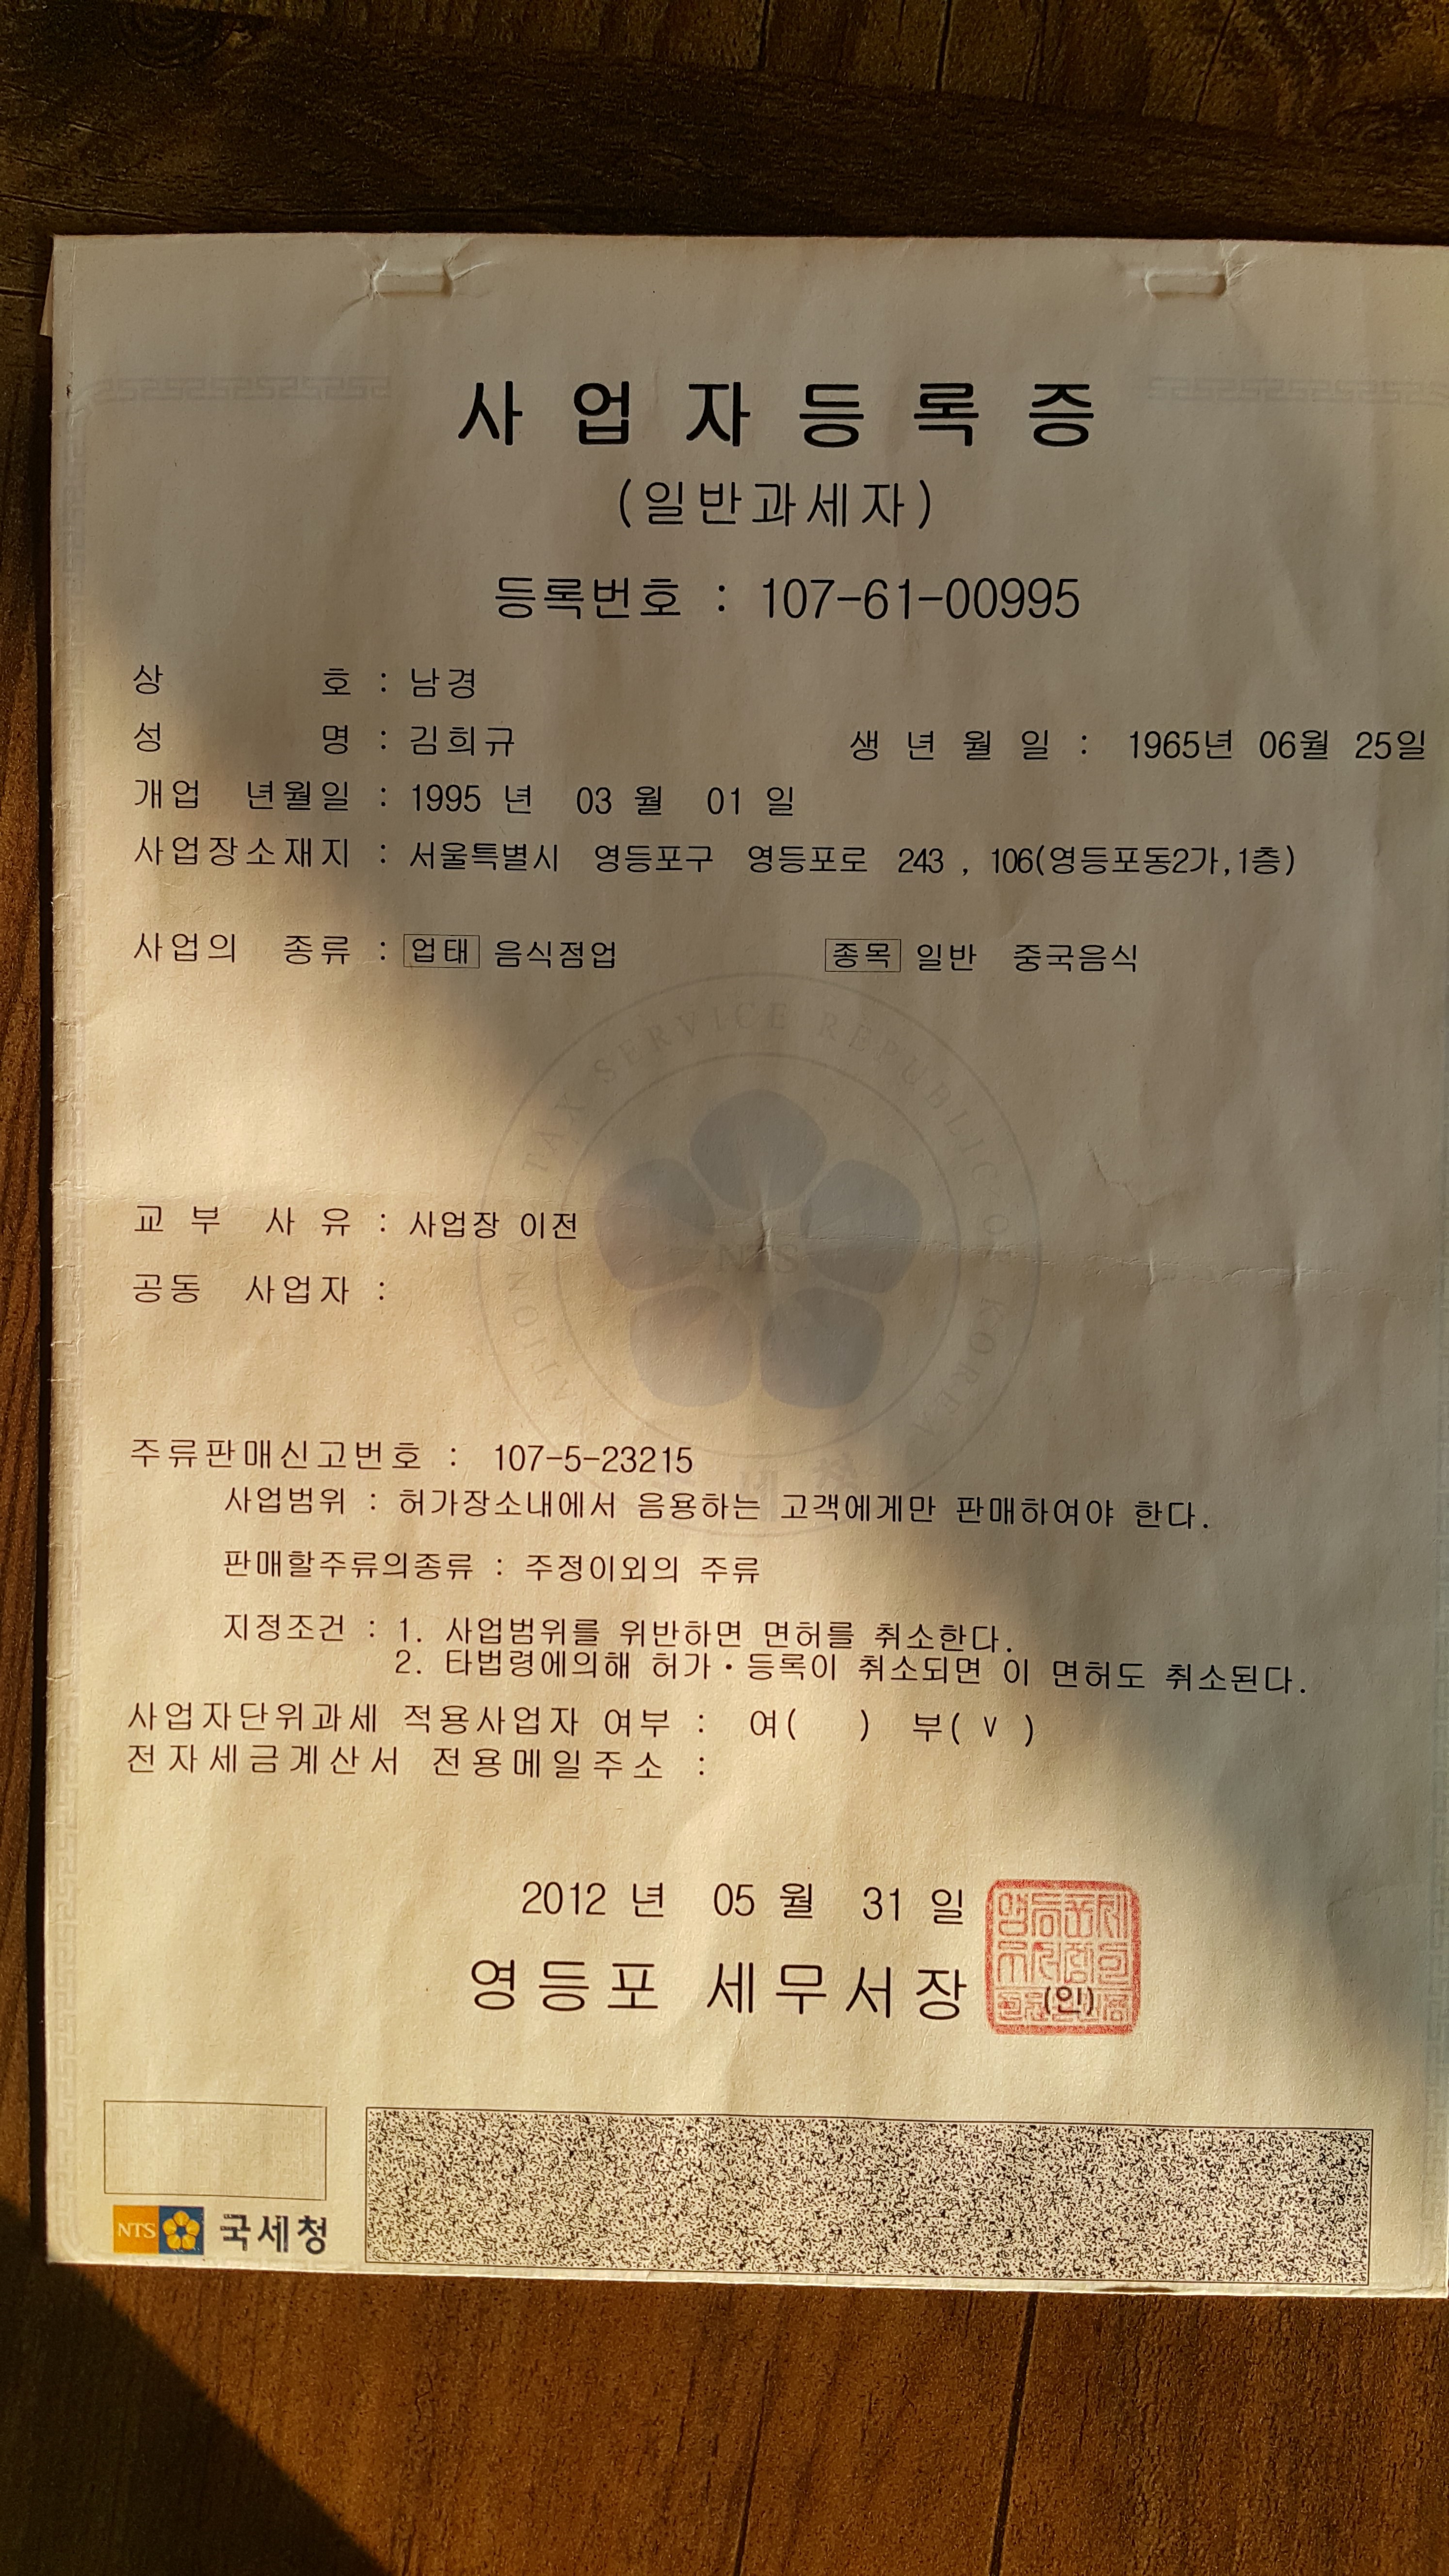 사업자등록증
(일반과세자)
등록번호 : 107-61-00995
상 호 : 남경
성 명 : 김희규 생 년 월 일 : 1965년 06월 25일
개업 년월일 : 1995 년 03 월 01 일
사업장소재지 : 서울특별시 영등포구 영등포로 243 , 106(영등포동2가,1층)
사업의 종류 : 업태 음식점업 종목 일반 중국음식
NATIONAL TAX SERVICE REPUBLIC OF KOREA
NTS
교 부 사 유 : 사업장 이전
공동 사업자 :
주류판매신고번호 : 107-5-23215
사업범위 : 허가장소내에서 음용하는 고객에게만 판매하여야 한다.
판매할주류의종류 : 주정이외의 주류
지정조건 : 1. 사업범위를 위반하면 면허를 취소한다.
2. 타법령에의해 허가·등록이 취소되면 이 면허도 취소된다.
사업자단위과세 적용사업자 여부 : 여( ) 부( ∨ )
전자세금계산서 전용메일주소 :
2012 년 05 월 31 일
영등포 세무서장 (인)
NTS 국세청